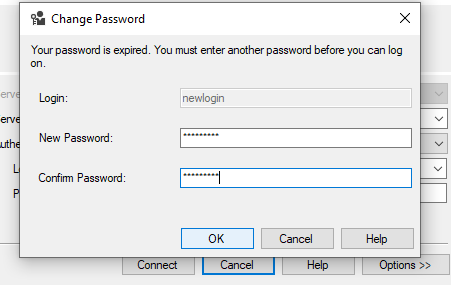 Change Password
Your password is expired. You must enter another password before you can log
on.
Login:
newlogin
New Password:
*********
Confirm Password:
*********
OK
Cancel
Help
Connect
Cancel
Help
Options >>